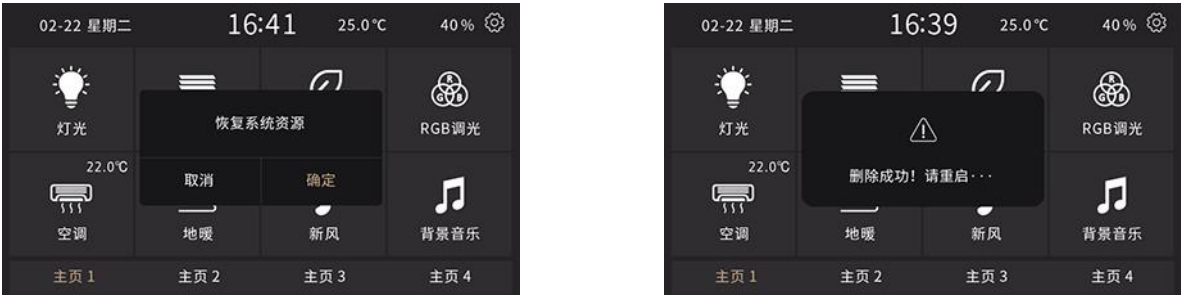 02-22 星期二 16:41 25.0℃ 40%
灯光 RGB调光
R
G B
恢复系统资源
取消 确定
22.0℃
空调 地暖 新风 背景音乐
主页 1 主页 2 主页 3 主页 4
02-22 星期二 16:39 25.0℃ 40%
灯光 RGB调光
R
G B
删除成功！请重启···
22.0℃
空调 地暖 新风 背景音乐
主页 1 主页 2 主页 3 主页 4